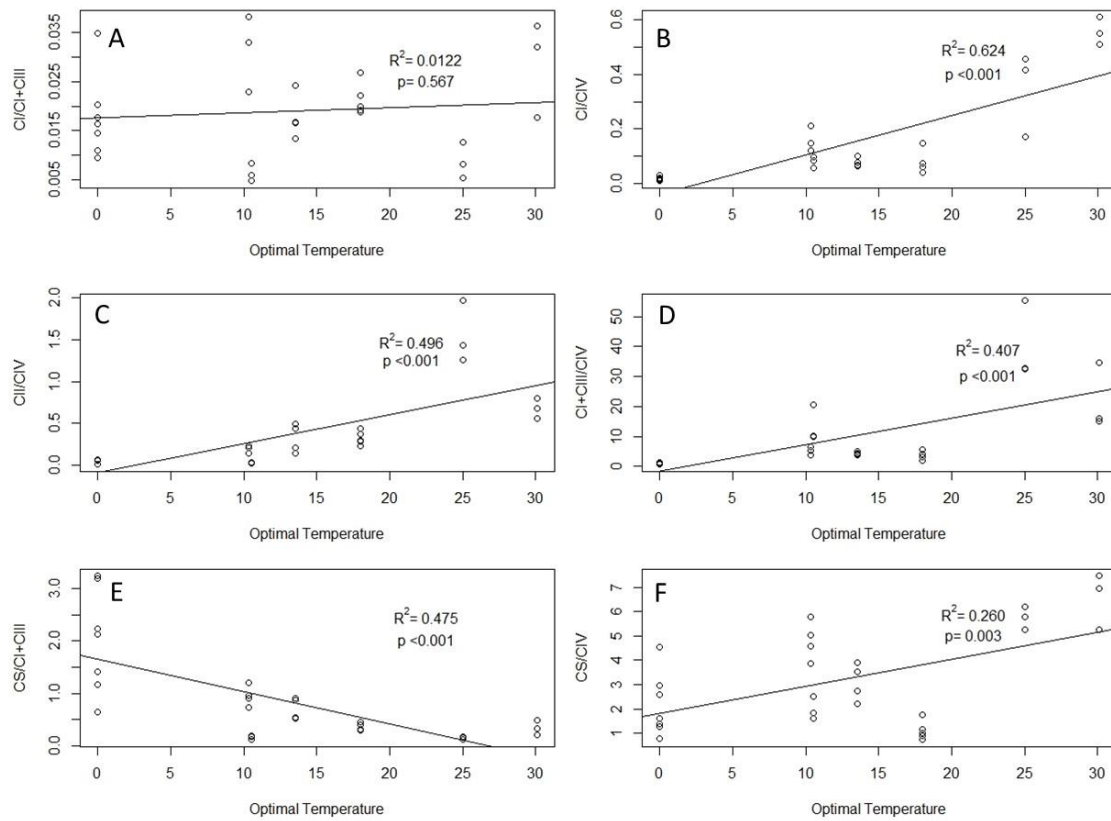 A
R²= 0.0122
p= 0.567
CI/CI+CIII
0.005 0.015 0.025 0.035
0 5 10 15 20 25 30
Optimal Temperature
B
R²= 0.624
p <0.001
CI/CIV
0.0 0.2 0.4 0.6
0 5 10 15 20 25 30
Optimal Temperature
C
R²= 0.496
p <0.001
CII/CIV
0.0 0.5 1.0 1.5 2.0
0 5 10 15 20 25 30
Optimal Temperature
D
R²= 0.407
p <0.001
CI+CIII/CIV
0 10 20 30 40 50
0 5 10 15 20 25 30
Optimal Temperature
E
R²= 0.475
p <0.001
CS/CI+CIII
0.0 1.0 2.0 3.0
0 5 10 15 20 25 30
Optimal Temperature
F
R²= 0.260
p= 0.003
CS/CIV
1 2 3 4 5 6 7
0 5 10 15 20 25 30
Optimal Temperature